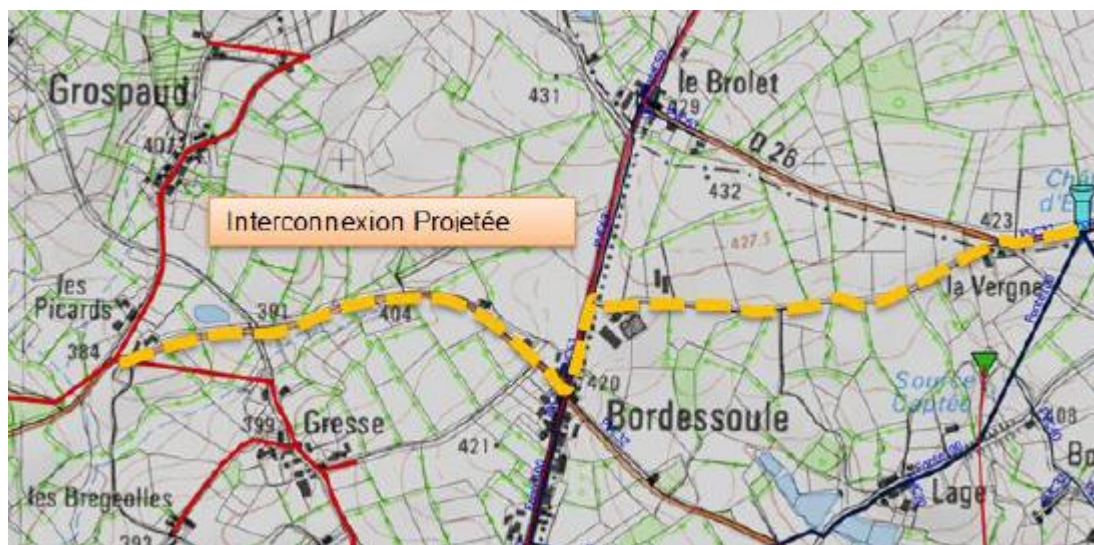 Grospaud
431
le Brolet
429
D 26
432
Interconnexion Projetée
427.5
423
les
Picards
391
404
la Vergne
384
420
Source
Captée
Bordessoule
399
Gresse
421
408
Lage
les Bregeolles
393